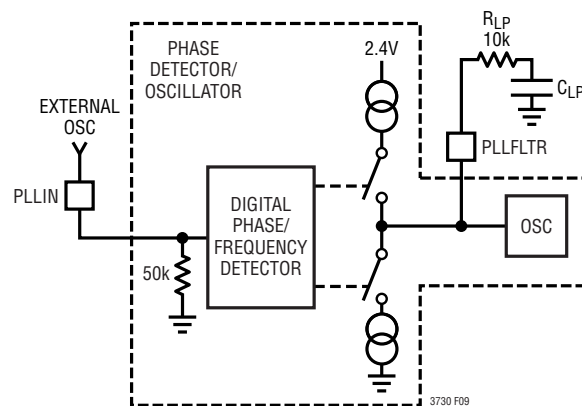 PHASE
DETECTOR/
OSCILLATOR
2.4V
R_LP
10k
C_LP
EXTERNAL
OSC
PLLFLTR
PLLIN
DIGITAL
PHASE/
FREQUENCY
DETECTOR
OSC
50k
3730 F09